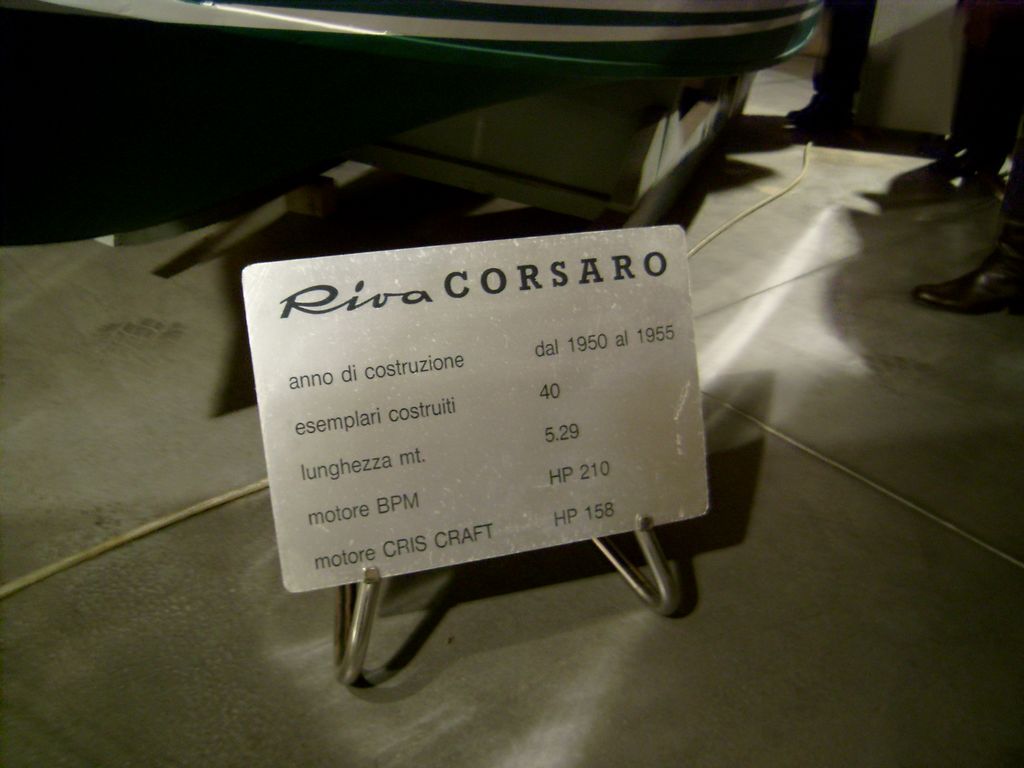 Riva CORSARO
anno di costruzione dal 1950 al 1955
esemplari costruiti 40
lunghezza mt. 5.29
motore BPM HP 210
motore CRIS CRAFT HP 158